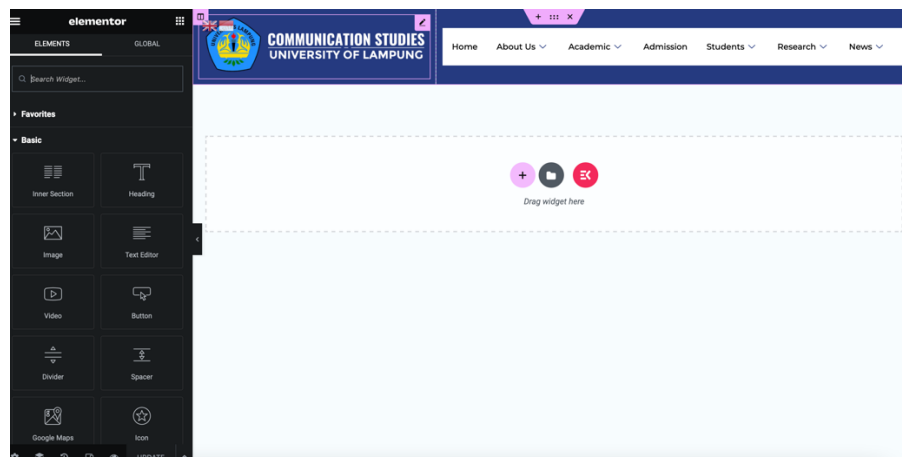 elementor
ELEMENTS
GLOBAL
Search Widget...
Favorites
Basic
Inner Section
Heading
Image
Text Editor
Video
Button
Divider
Spacer
Google Maps
Icon
UPDATE
COMMUNICATION STUDIES
UNIVERSITY OF LAMPUNG
Home
About Us
Academic
Admission
Students
Research
News
Drag widget here